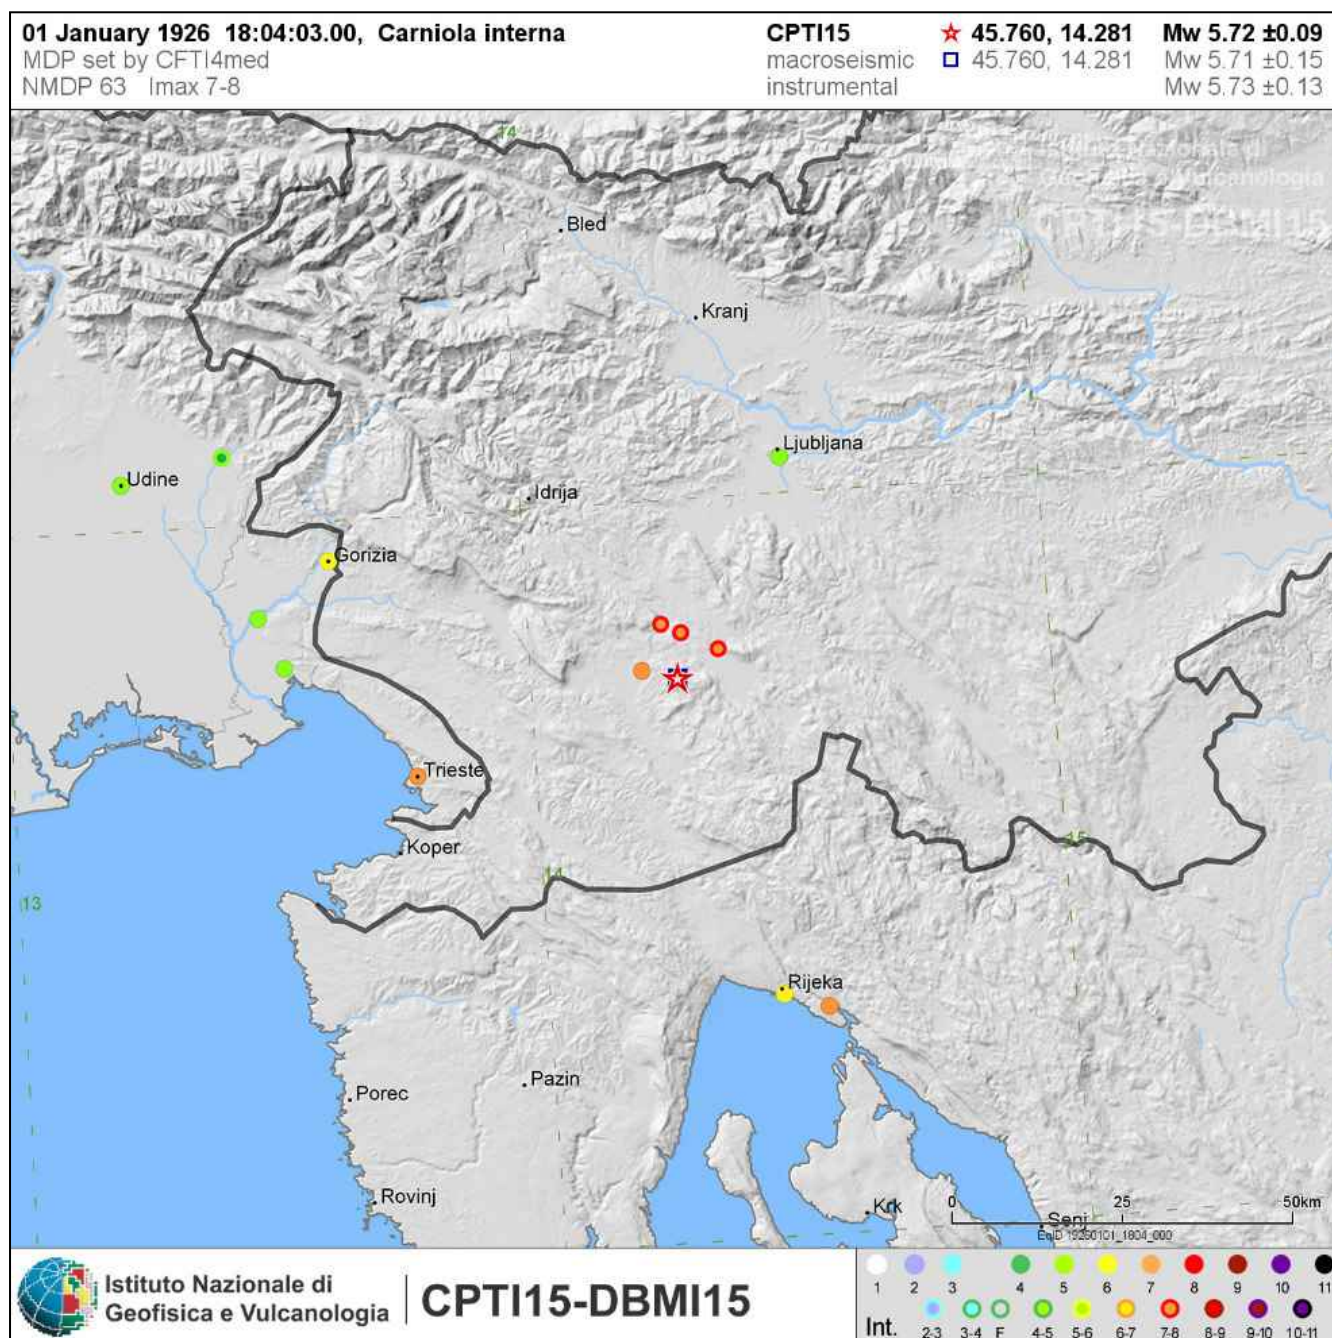 01 January 1926 18:04:03.00, Carniola interna
MDP set by CFTI4med
NMDP 63 Imax 7-8
CPTI15 45.760, 14.281 Mw 5.72 ±0.09
macroseismic 45.760, 14.281 Mw 5.71 ±0.15
instrumental Mw 5.73 ±0.13
14
Vulcanologia
Bled
Kranj
Ljubljana
Udine
Idrija
Gorizia
Trieste
15
Koper
14
13
Rijeka
Pazin
Porec
Rovinj
Krk
0 25 50km
Senj
EqID 19260101_1804_000
Istituto Nazionale di
Geofisica e Vulcanologia
CPTI15-DBMI15
1 2 3 4 5 6 7 8 9 10 11
Int. 2-3 3-4 F 4-5 5-6 6-7 7-8 8-9 9-10 10-11